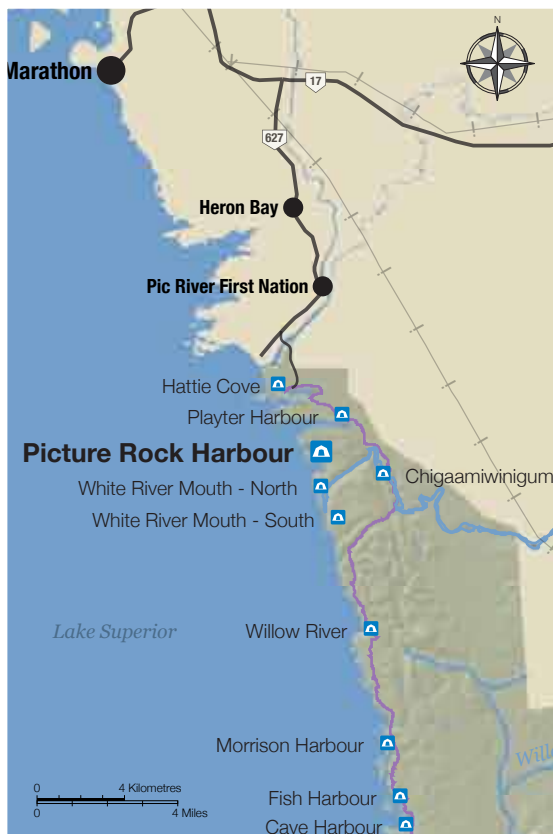 N
Marathon
17
627
Heron Bay
Pic River First Nation
Hattie Cove
Playter Harbour
Picture Rock Harbour
Chigaamiwinigum
White River Mouth - North
White River Mouth - South
Lake Superior
Willow River
Morrison Harbour
Fish Harbour
Cave Harbour
0 4 Kilometres
0 4 Miles